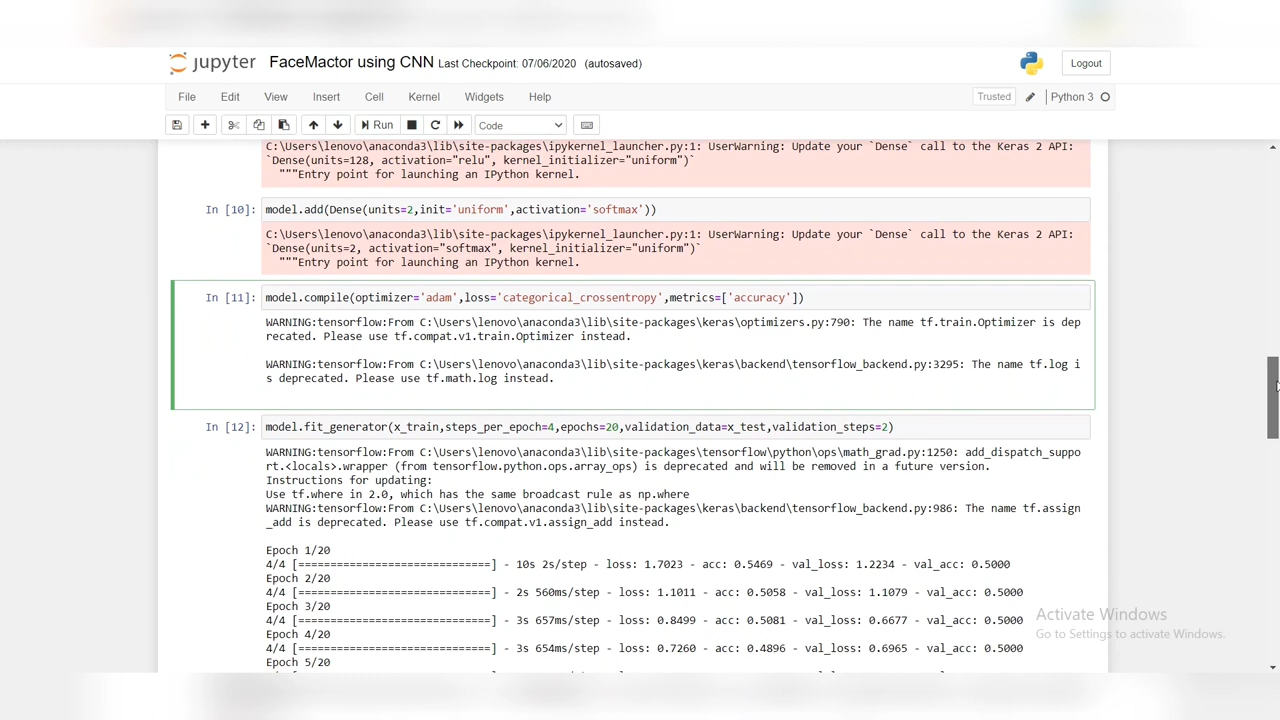 jupyter FaceMactor using CNN Last Checkpoint: 07/06/2020 (autosaved)
Logout
File Edit View Insert Cell Kernel Widgets Help
Trusted Python 3
Run Code
C:\Users\lenovo\anaconda3\lib\site-packages\ipykernel_launcher.py:1: UserWarning: Update your `Dense` call to the Keras 2 API:
`Dense(units=128, activation="relu", kernel_initializer="uniform")`
"""Entry point for launching an IPython kernel.
In [10]: model.add(Dense(units=2,init='uniform',activation='softmax'))
C:\Users\lenovo\anaconda3\lib\site-packages\ipykernel_launcher.py:1: UserWarning: Update your `Dense` call to the Keras 2 API:
`Dense(units=2, activation="softmax", kernel_initializer="uniform")`
"""Entry point for launching an IPython kernel.
In [11]: model.compile(optimizer='adam',loss='categorical_crossentropy',metrics=['accuracy'])
WARNING:tensorflow:From C:\Users\lenovo\anaconda3\lib\site-packages\keras\optimizers.py:790: The name tf.train.Optimizer is dep
recated. Please use tf.compat.v1.train.Optimizer instead.
WARNING:tensorflow:From C:\Users\lenovo\anaconda3\lib\site-packages\keras\backend\tensorflow_backend.py:3295: The name tf.log i
s deprecated. Please use tf.math.log instead.
In [12]: model.fit_generator(x_train,steps_per_epoch=4,epochs=20,validation_data=x_test,validation_steps=2)
WARNING:tensorflow:From C:\Users\lenovo\anaconda3\lib\site-packages\tensorflow\python\ops\math_grad.py:1250: add_dispatch_suppo
rt.<locals>.wrapper (from tensorflow.python.ops.array_ops) is deprecated and will be removed in a future version.
Instructions for updating:
Use tf.where in 2.0, which has the same broadcast rule as np.where
WARNING:tensorflow:From C:\Users\lenovo\anaconda3\lib\site-packages\keras\backend\tensorflow_backend.py:986: The name tf.assign
_add is deprecated. Please use tf.compat.v1.assign_add instead.
Epoch 1/20
4/4 [==============================] - 10s 2s/step - loss: 1.7023 - acc: 0.5469 - val_loss: 1.2234 - val_acc: 0.5000
Epoch 2/20
4/4 [==============================] - 2s 560ms/step - loss: 1.1011 - acc: 0.5058 - val_loss: 1.1079 - val_acc: 0.5000
Epoch 3/20
4/4 [==============================] - 3s 657ms/step - loss: 0.8499 - acc: 0.5081 - val_loss: 0.6677 - val_acc: 0.5000
Epoch 4/20
4/4 [==============================] - 3s 654ms/step - loss: 0.7260 - acc: 0.4896 - val_loss: 0.6965 - val_acc: 0.5000
Epoch 5/20
Activate Windows
Go to Settings to activate Windows.